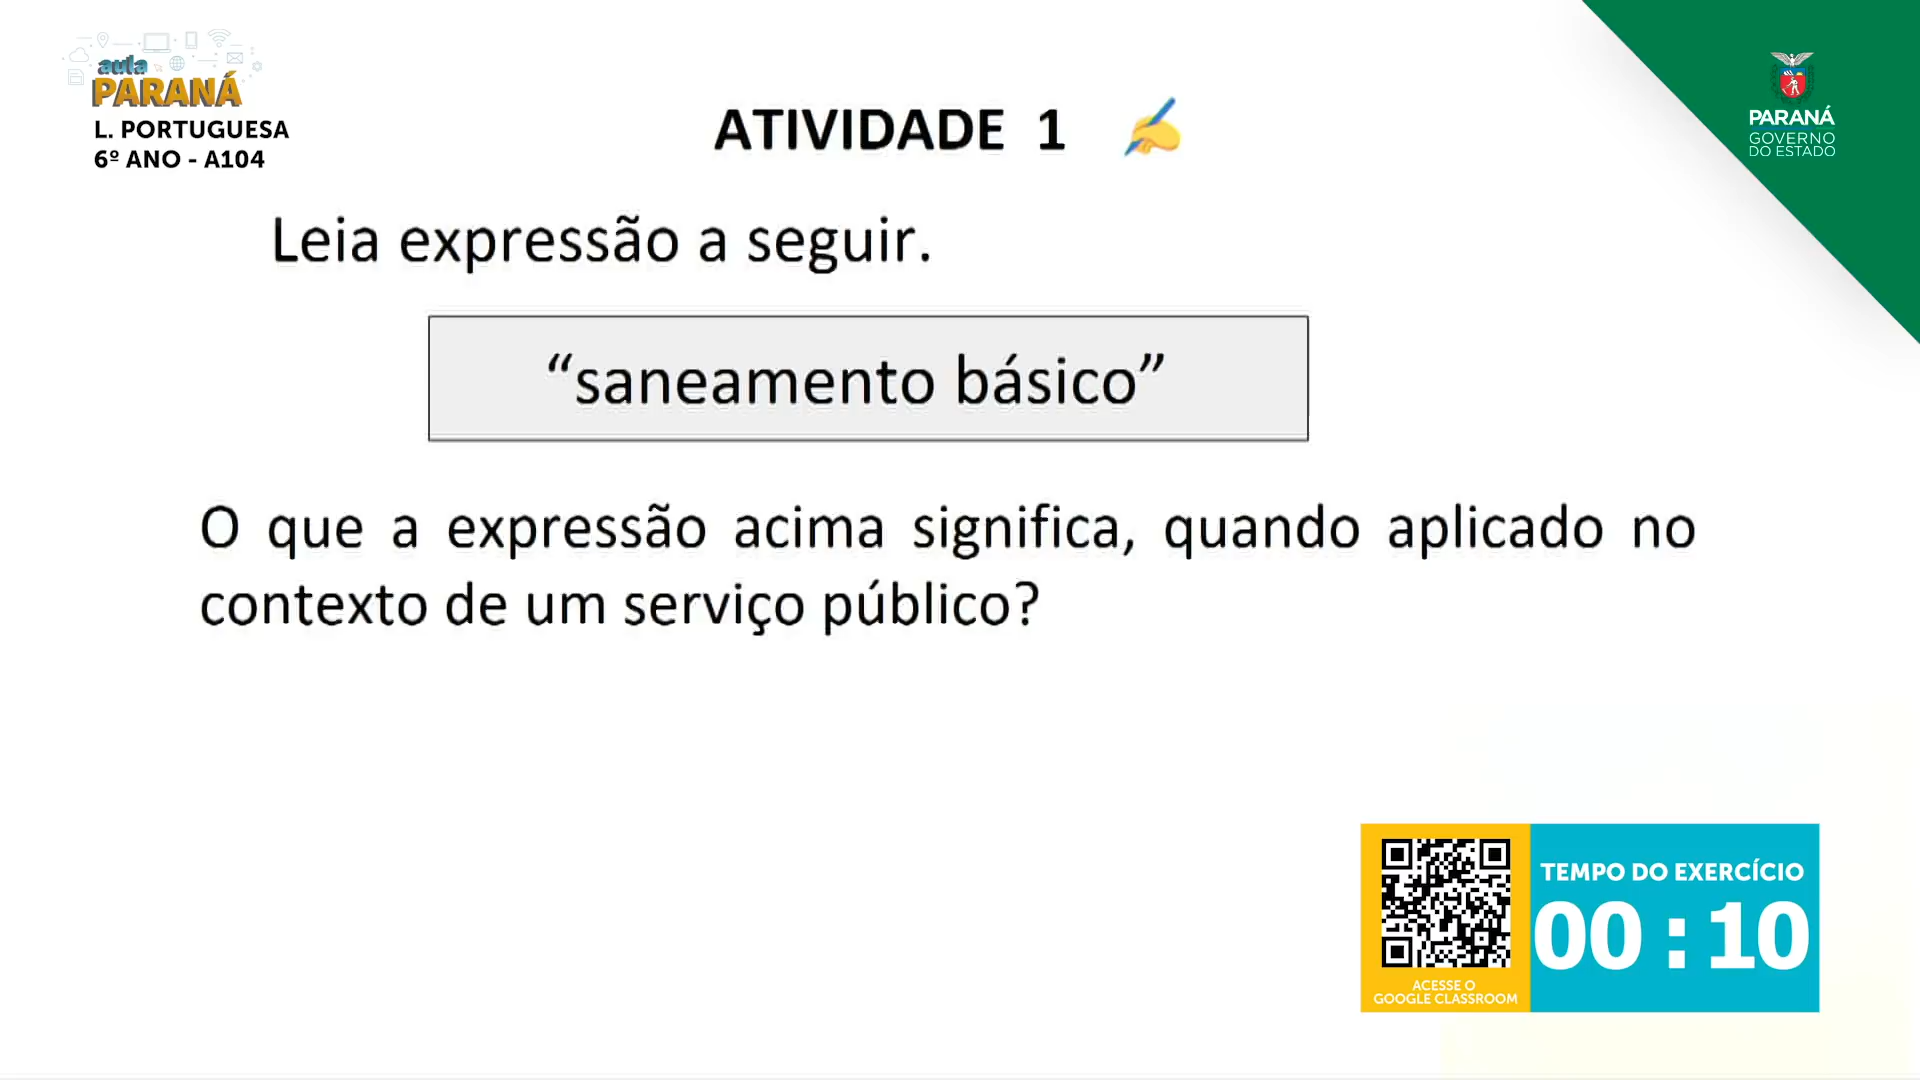 aula
PARANÁ
L. PORTUGUESA
6º ANO - A104
ATIVIDADE 1
PARANÁ
GOVERNO
DO ESTADO
Leia expressão a seguir.
“saneamento básico”
O que a expressão acima significa, quando aplicado no
contexto de um serviço público?
TEMPO DO EXERCÍCIO
00 : 10
ACESSE O
GOOGLE CLASSROOM